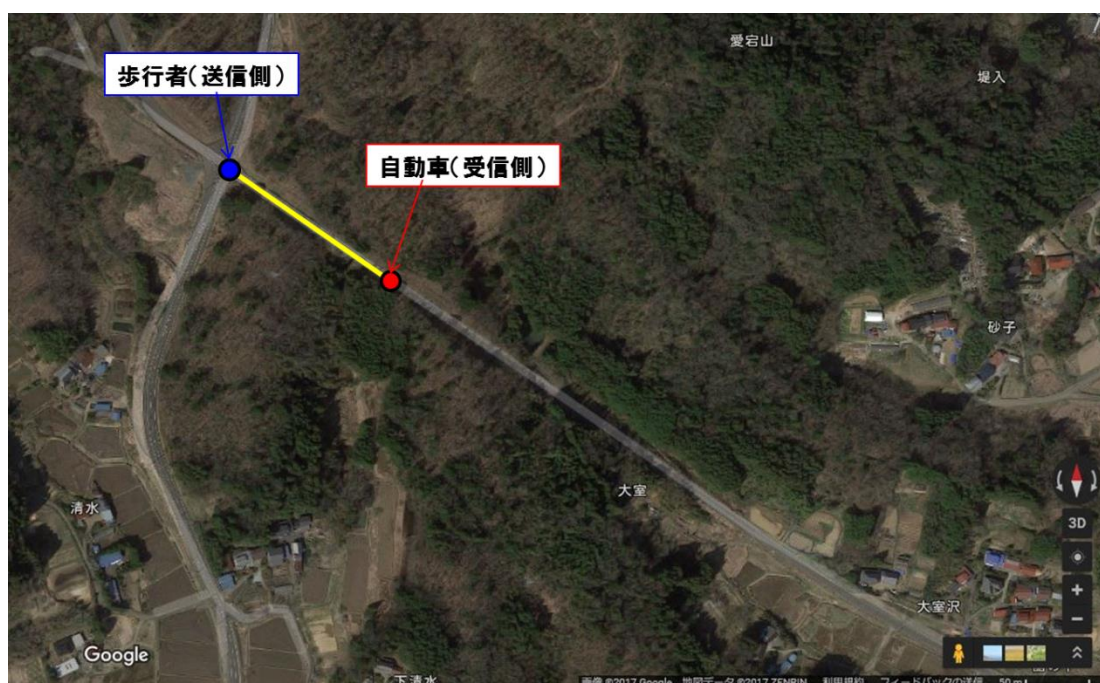 愛宕山
堤入
歩行者(送信側)
自動車(受信側)
砂子
大室
清水
3D
大室沢
Google
下清水
画像 ©2017 Google 地図データ ©2017 ZENRIN 利用規約 フィードバックの送信 50 m